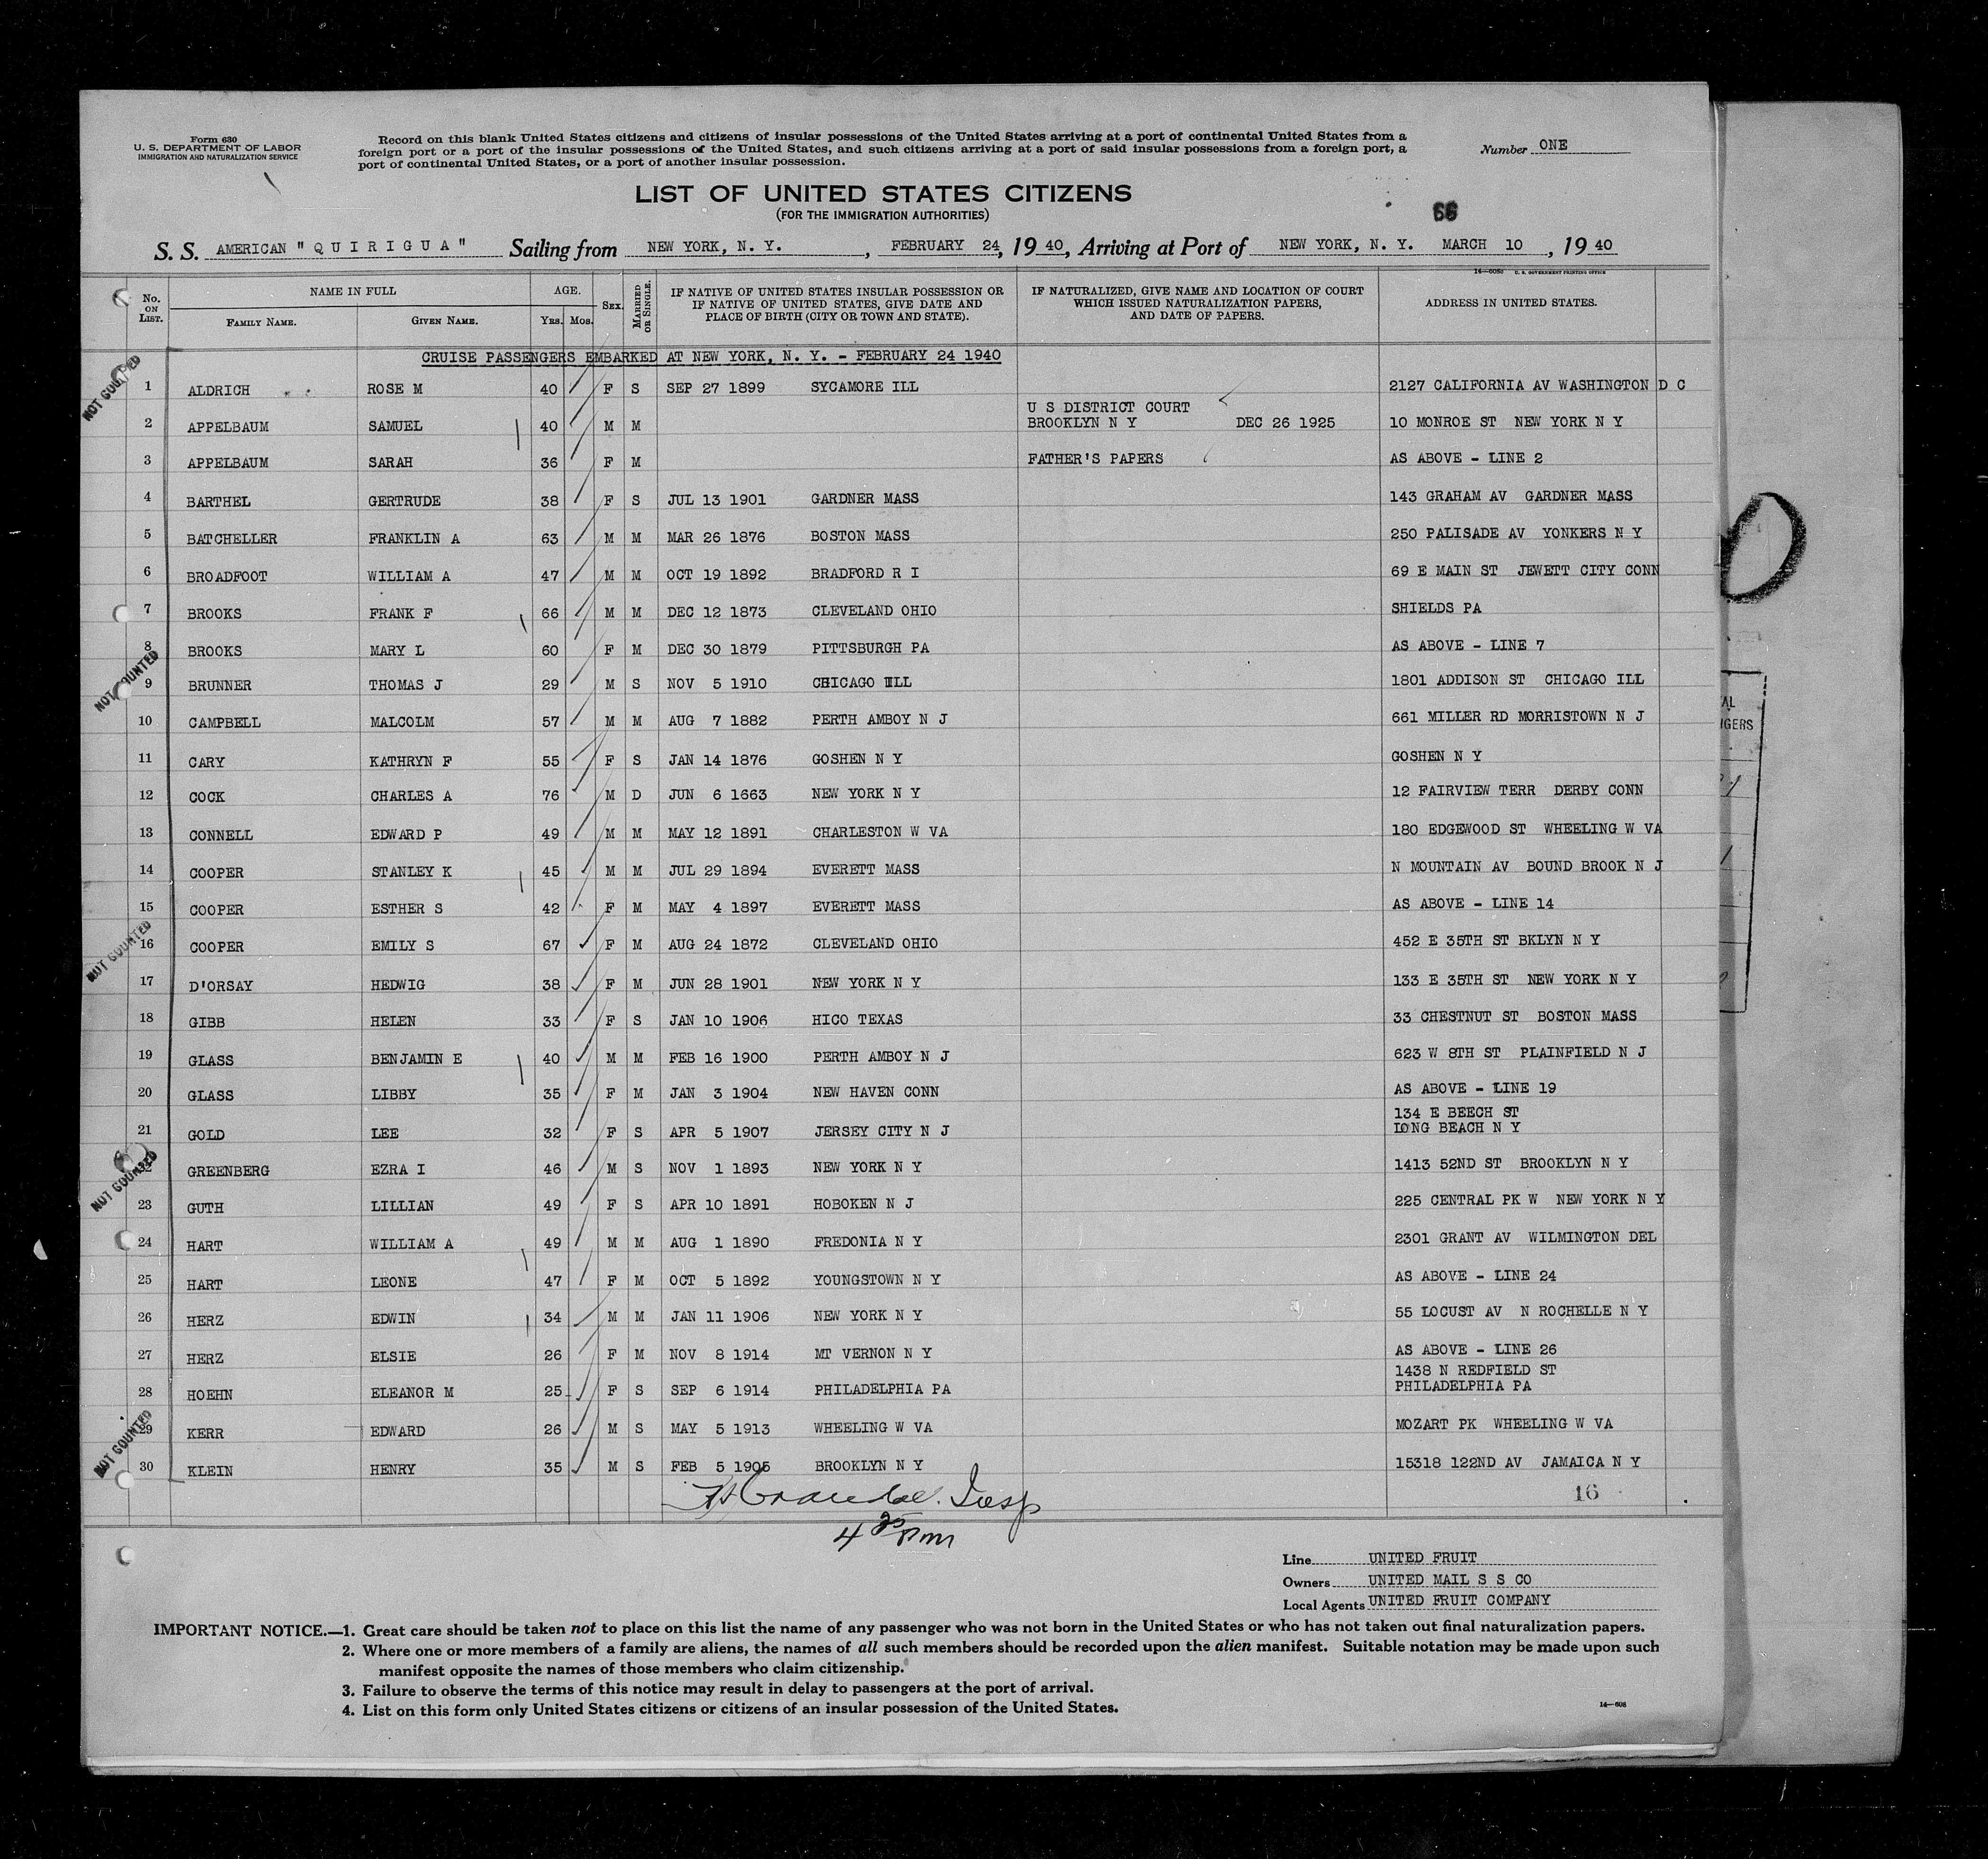 Form 630
U. S. DEPARTMENT OF LABOR
IMMIGRATION AND NATURALIZATION SERVICE
Record on this blank United States citizens and citizens of insular possessions of the United States arriving at a port of continental United States from a
foreign port or a port of the insular possessions of the United States, and such citizens arriving at a port of said insular possessions from a foreign port, a
port of continental United States, or a port of another insular possession.
Number ONE
LIST OF UNITED STATES CITIZENS
(FOR THE IMMIGRATION AUTHORITIES)
66
S. S. AMERICAN "QUIRIGUA" Sailing from NEW YORK, N. Y., FEBRUARY 24, 1940, Arriving at Port of NEW YORK, N. Y. MARCH 10, 1940
14—608c U. S. GOVERNMENT PRINTING OFFICE
No. ON LIST. NAME IN FULL FAMILY NAME. GIVEN NAME. AGE. YRS. MOS. SEX. MARRIED OR SINGLE. IF NATIVE OF UNITED STATES INSULAR POSSESSION OR IF NATIVE OF UNITED STATES, GIVE DATE AND PLACE OF BIRTH (CITY OR TOWN AND STATE). IF NATURALIZED, GIVE NAME AND LOCATION OF COURT WHICH ISSUED NATURALIZATION PAPERS, AND DATE OF PAPERS. ADDRESS IN UNITED STATES.
CRUISE PASSENGERS EMBARKED AT NEW YORK, N. Y. - FEBRUARY 24 1940
NOT COUNTED
1 ALDRICH ROSE M 40 F S SEP 27 1899 SYCAMORE ILL 2127 CALIFORNIA AV WASHINGTON D C
2 APPELBAUM SAMUEL 40 M M U S DISTRICT COURT BROOKLYN N Y DEC 26 1925 10 MONROE ST NEW YORK N Y
3 APPELBAUM SARAH 36 F M FATHER'S PAPERS AS ABOVE - LINE 2
4 BARTHEL GERTRUDE 38 F S JUL 13 1901 GARDNER MASS 143 GRAHAM AV GARDNER MASS
5 BATCHELLER FRANKLIN A 63 M M MAR 26 1876 BOSTON MASS 250 PALISADE AV YONKERS N Y
6 BROADFOOT WILLIAM A 47 M M OCT 19 1892 BRADFORD R I 69 E MAIN ST JEWETT CITY CONN
7 BROOKS FRANK F 66 M M DEC 12 1873 CLEVELAND OHIO SHIELDS PA
8 BROOKS MARY L 60 F M DEC 30 1879 PITTSBURGH PA AS ABOVE - LINE 7
NOT COUNTED
9 BRUNNER THOMAS J 29 M S NOV 5 1910 CHICAGO ILL 1801 ADDISON ST CHICAGO ILL
10 CAMPBELL MALCOLM 57 M M AUG 7 1882 PERTH AMBOY N J 661 MILLER RD MORRISTOWN N J
11 CARY KATHRYN F 55 F S JAN 14 1876 GOSHEN N Y GOSHEN N Y
12 COCK CHARLES A 76 M D JUN 6 1663 NEW YORK N Y 12 FAIRVIEW TERR DERBY CONN
13 CONNELL EDWARD P 49 M M MAY 12 1891 CHARLESTON W VA 180 EDGEWOOD ST WHEELING W VA
14 COOPER STANLEY K 45 M M JUL 29 1894 EVERETT MASS N MOUNTAIN AV BOUND BROOK N J
15 COOPER ESTHER S 42 F M MAY 4 1897 EVERETT MASS AS ABOVE - LINE 14
NOT COUNTED
16 COOPER EMILY S 67 F M AUG 24 1872 CLEVELAND OHIO 452 E 35TH ST BKLYN N Y
17 D'ORSAY HEDWIG 38 F M JUN 28 1901 NEW YORK N Y 133 E 35TH ST NEW YORK N Y
18 GIBB HELEN 33 F S JAN 10 1906 HICO TEXAS 33 CHESTNUT ST BOSTON MASS
19 GLASS BENJAMIN E 40 M M FEB 16 1900 PERTH AMBOY N J 623 W 8TH ST PLAINFIELD N J
20 GLASS LIBBY 35 F M JAN 3 1904 NEW HAVEN CONN AS ABOVE - LINE 19
21 GOLD LEE 32 F S APR 5 1907 JERSEY CITY N J 134 E BEECH ST LONG BEACH N Y
NOT COUNTED
22 GREENBERG EZRA I 46 M S NOV 1 1893 NEW YORK N Y 1413 52ND ST BROOKLYN N Y
23 GUTH LILLIAN 49 F S APR 10 1891 HOBOKEN N J 225 CENTRAL PK W NEW YORK N Y
24 HART WILLIAM A 49 M M AUG 1 1890 FREDONIA N Y 2301 GRANT AV WILMINGTON DEL
25 HART LEONE 47 F M OCT 5 1892 YOUNGSTOWN N Y AS ABOVE - LINE 24
26 HERZ EDWIN 34 M M JAN 11 1906 NEW YORK N Y 55 LOCUST AV N ROCHELLE N Y
27 HERZ ELSIE 26 F M NOV 8 1914 MT VERNON N Y AS ABOVE - LINE 26
28 HOEHN ELEANOR M 25 F S SEP 6 1914 PHILADELPHIA PA 1438 N REDFIELD ST PHILADELPHIA PA
NOT COUNTED
29 KERR EDWARD 26 M S MAY 5 1913 WHEELING W VA MOZART PK WHEELING W VA
30 KLEIN HENRY 35 M S FEB 5 1905 BROOKLYN N Y 15318 122ND AV JAMAICA N Y
Insp
16
4 pm
Line UNITED FRUIT
Owners UNITED MAIL S S CO
Local Agents UNITED FRUIT COMPANY
IMPORTANT NOTICE.—1. Great care should be taken not to place on this list the name of any passenger who was not born in the United States or who has not taken out final naturalization papers.
2. Where one or more members of a family are aliens, the names of all such members should be recorded upon the alien manifest. Suitable notation may be made upon such
manifest opposite the names of those members who claim citizenship.
3. Failure to observe the terms of this notice may result in delay to passengers at the port of arrival.
4. List on this form only United States citizens or citizens of an insular possession of the United States.
14—608